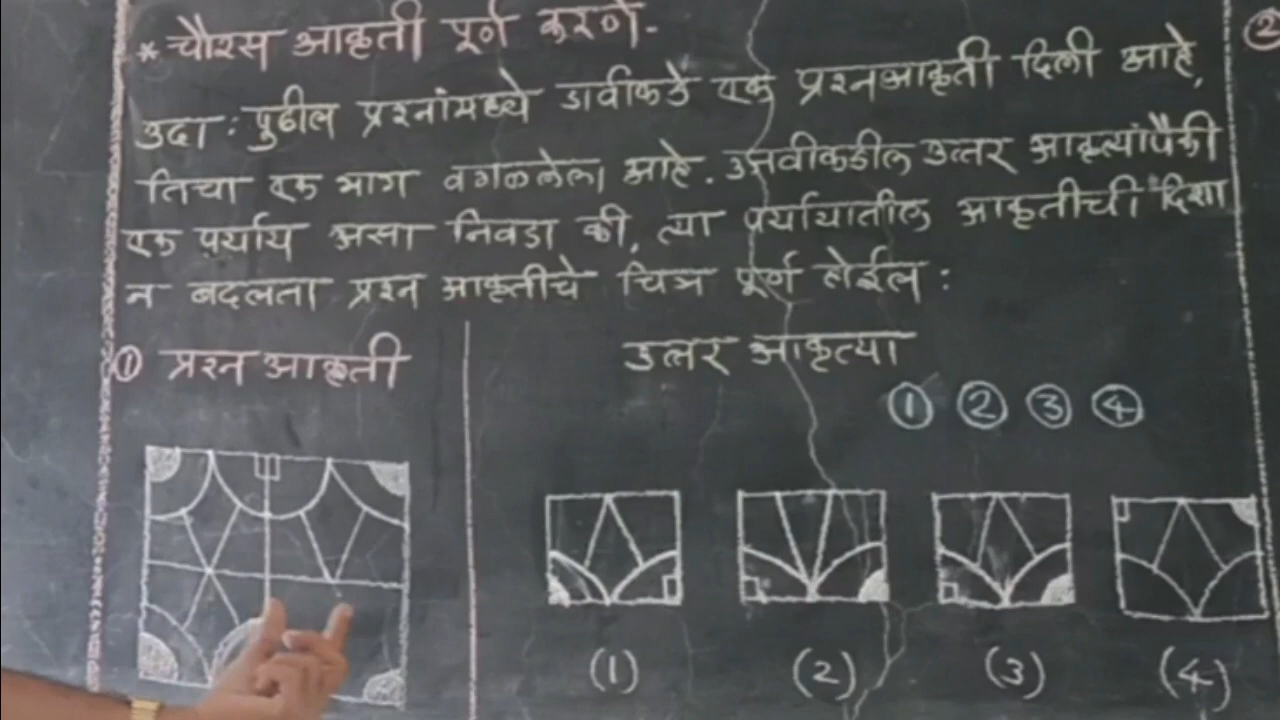 * चौरस आकृती पूर्ण करणे-
उदा : पुढील प्रश्नांमध्ये डावीकडे एक प्रश्नआकृती दिली आहे,
तिचा एक भाग वगळलेला आहे. उजवीकडील उत्तर आकृत्यांपैकी
एक पर्याय असा निवडा की, त्या पर्यायातील आकृतीची दिशा
न बदलता प्रश्न आकृतीचे चित्र पूर्ण होईल :
① प्रश्न आकृती
उत्तर आकृत्या
① ② ③ ④
(1) (2) (3) (4)
②